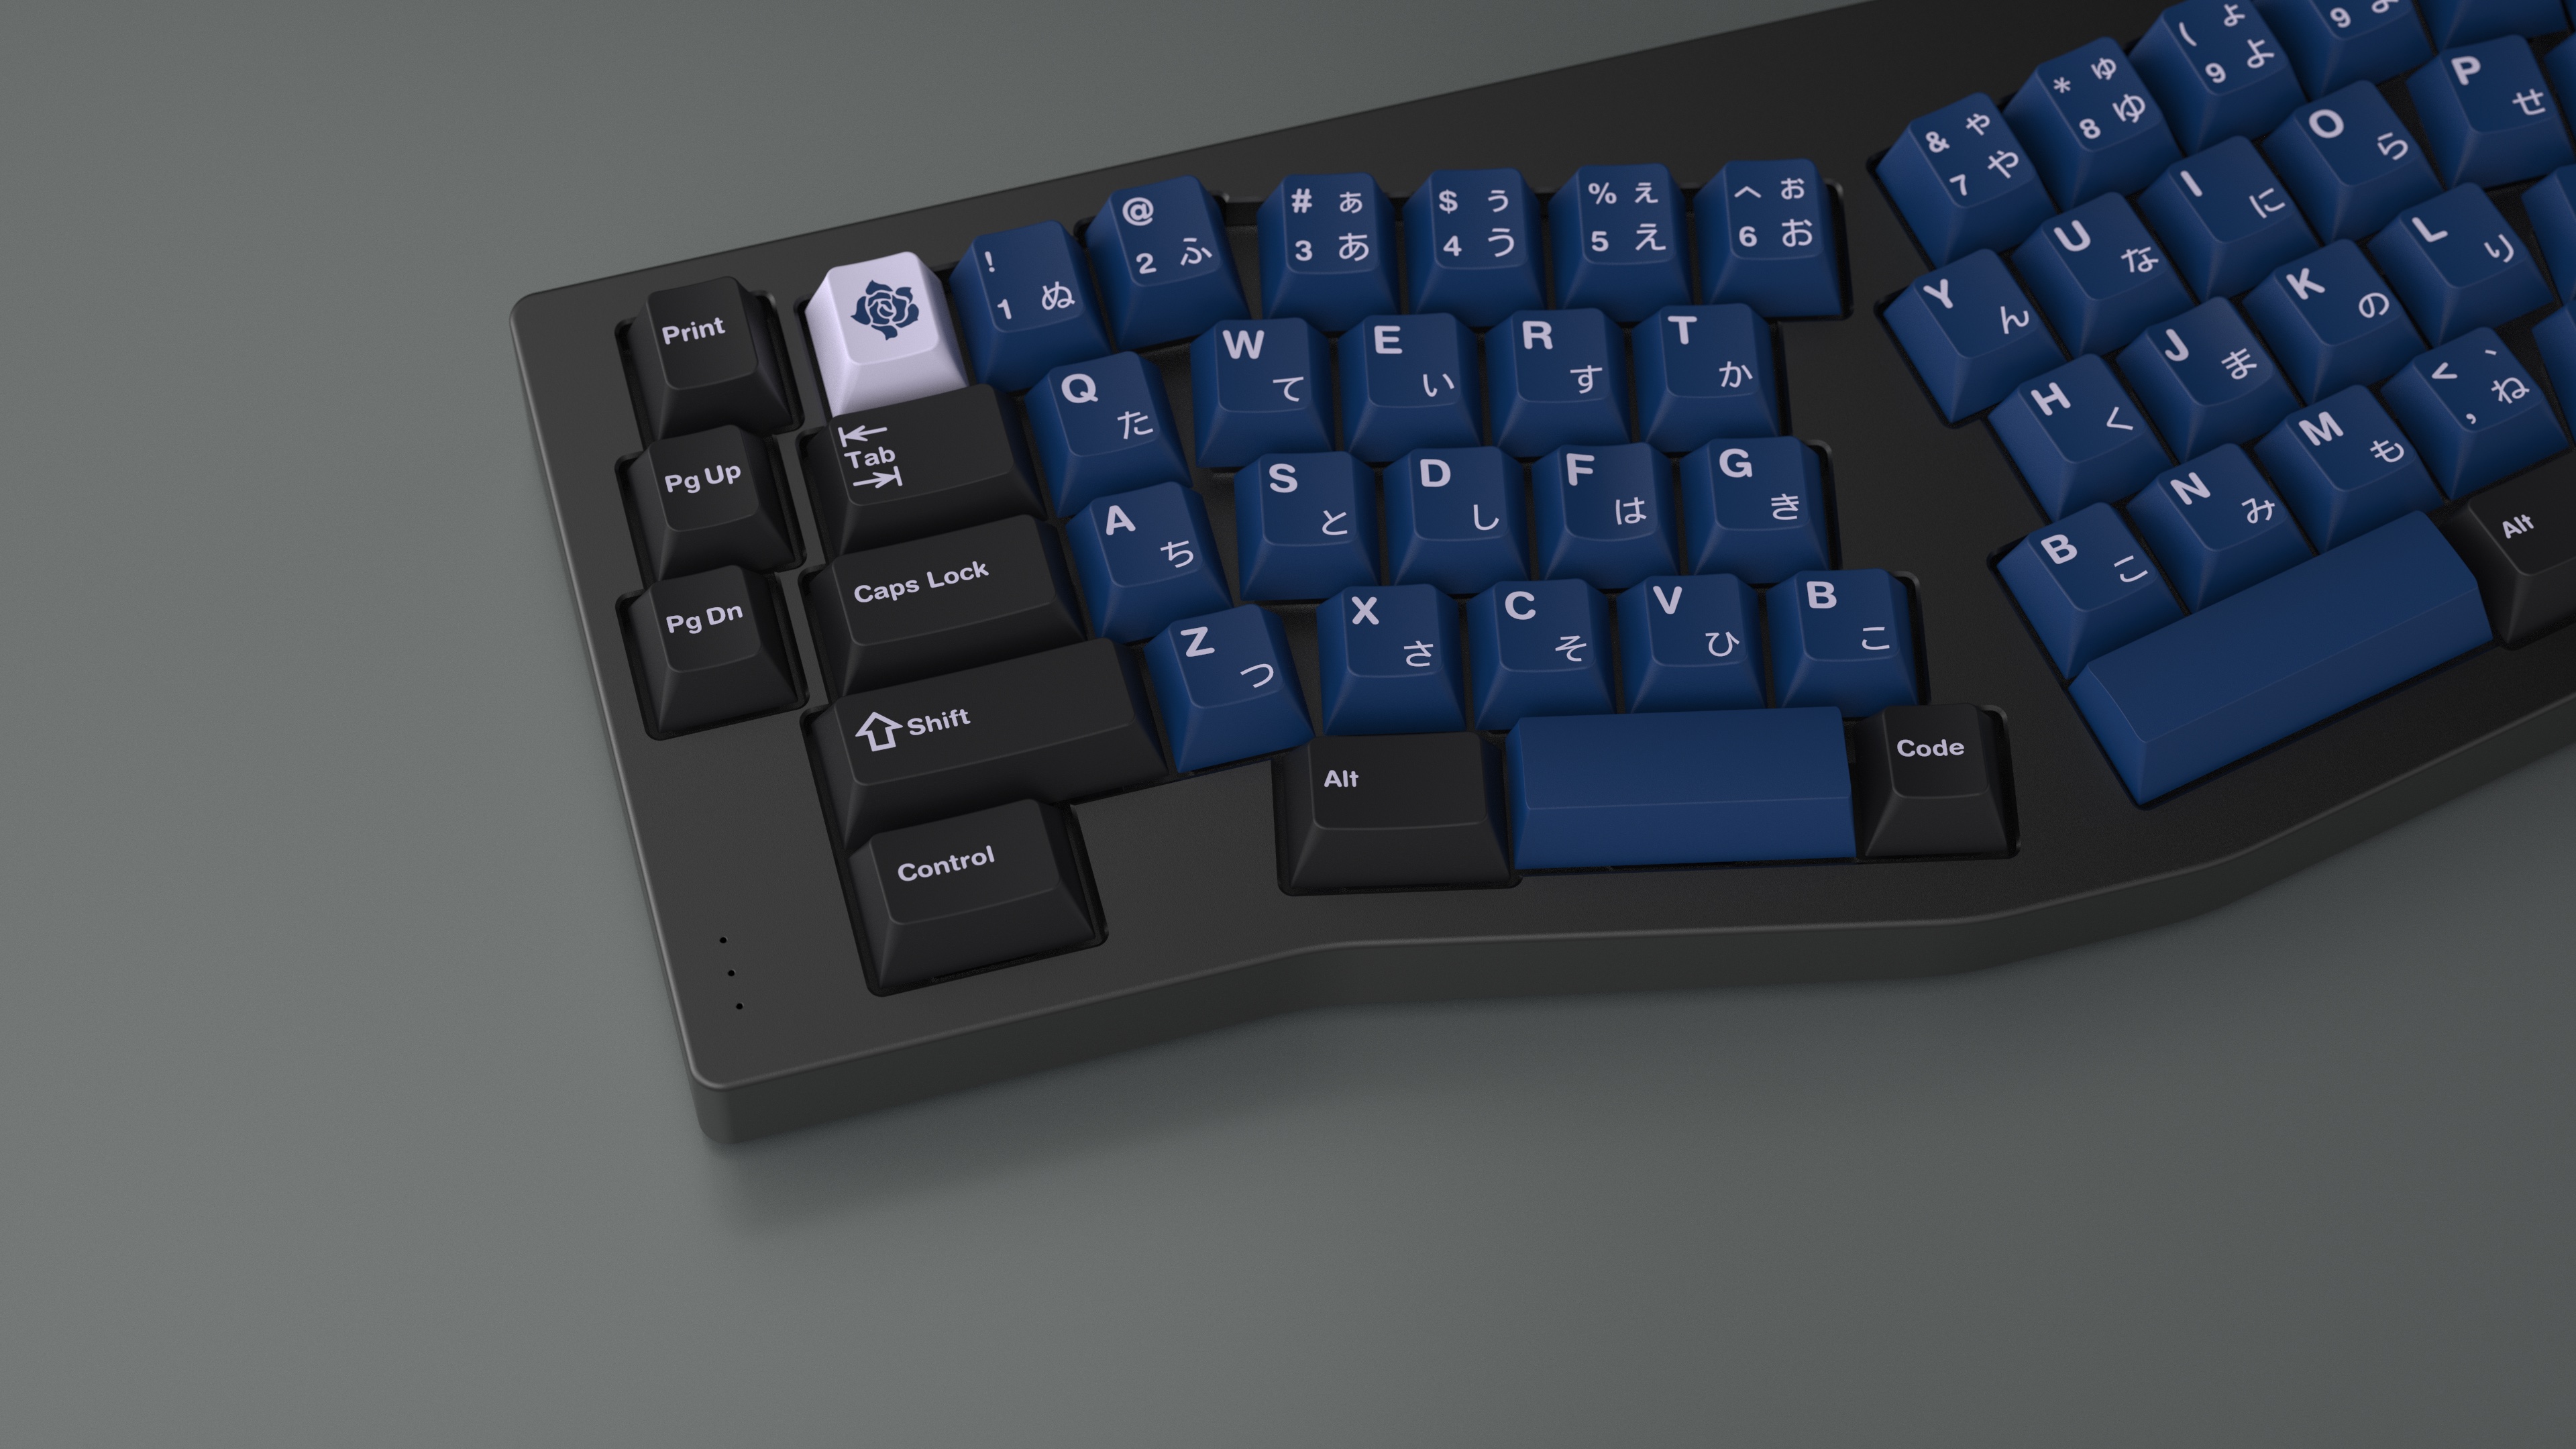 Print
! 
1 ぬ
@
2 ふ
# ぁ
3 あ
$ ぅ
4 う
% ぇ
5 え
^ ぉ
6 お
& ゃ
7 や
* ゅ
8 ゆ
( ょ
9 よ
9
Pg Up
Tab
Q た
W て
E い
R す
T か
Y ん
U な
I に
O ら
P せ
Pg Dn
Caps Lock
A ち
S と
D し
F は
G き
H く
J ま
K の
L り
Shift
Z つ
X さ
C そ
V ひ
B こ
B こ
N み
M も
< 、
, ね
Control
Alt
Code
Alt